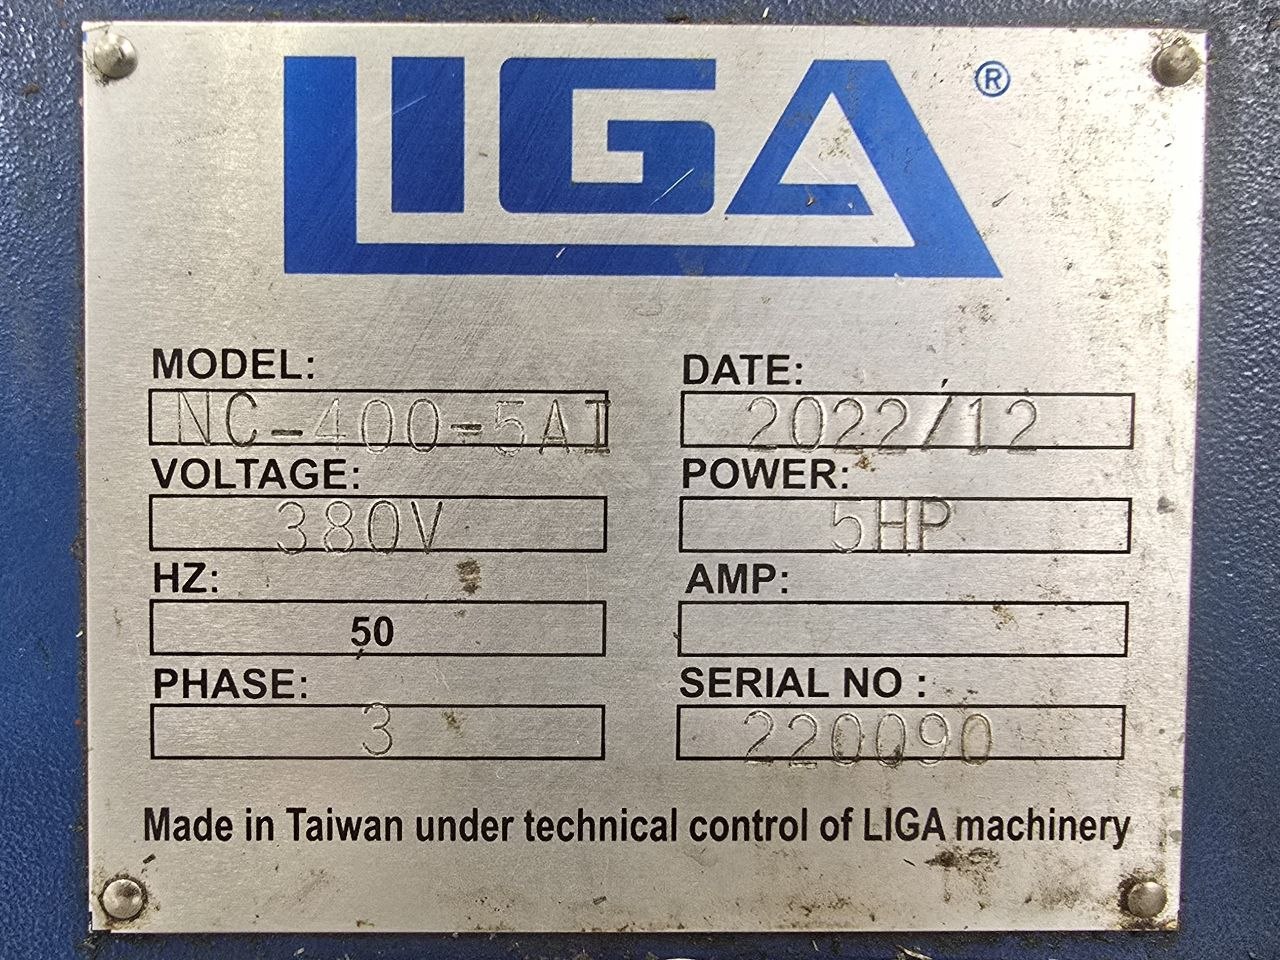 LIGA®
MODEL: DATE:
NC-400-5AI 2022/12
VOLTAGE: POWER:
380V 5HP
HZ: AMP:
50
PHASE: SERIAL NO :
3 220090
Made in Taiwan under technical control of LIGA machinery